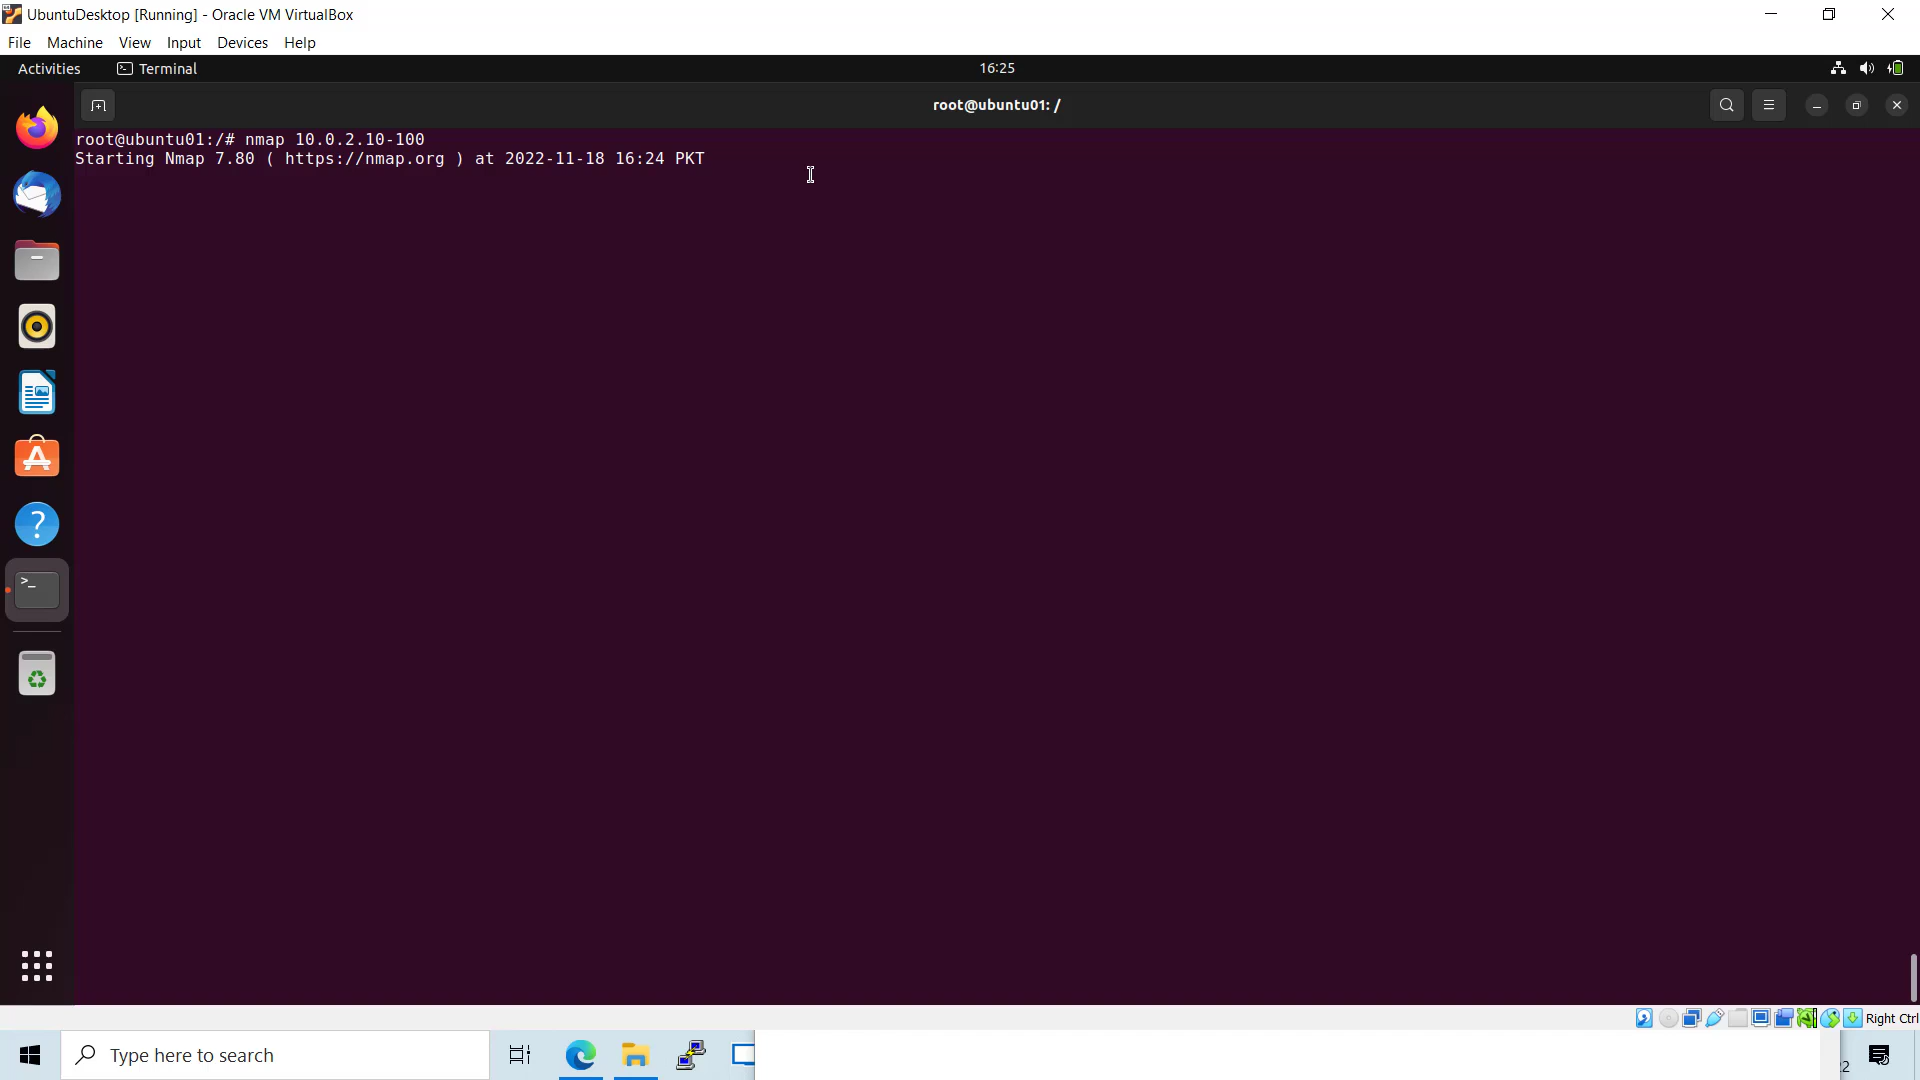 UbuntuDesktop [Running] - Oracle VM VirtualBox
File Machine View Input Devices Help
Activities Terminal 16:25
root@ubuntu01: /
root@ubuntu01:/# nmap 10.0.2.10-100
Starting Nmap 7.80 ( https://nmap.org ) at 2022-11-18 16:24 PKT
Right Ctrl
Type here to search